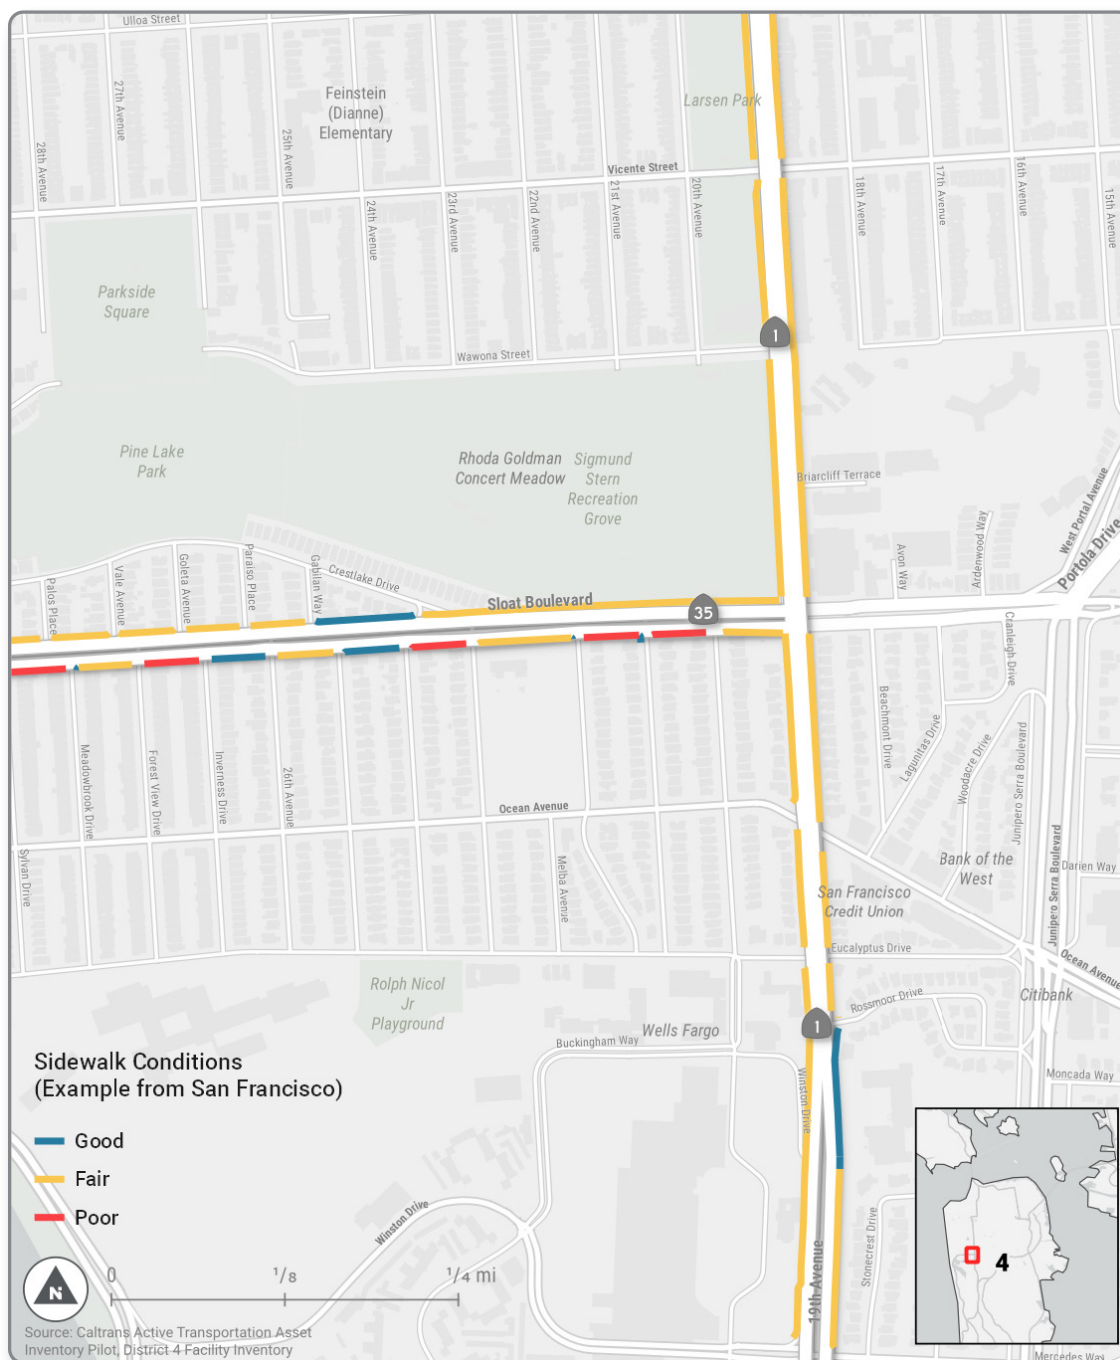 Ulloa Street
27th Avenue
28th Avenue
25th Avenue
Feinstein
(Dianne)
Elementary
Larsen Park
Vicente Street
24th Avenue
23rd Avenue
22nd Avenue
21st Avenue
20th Avenue
18th Avenue
17th Avenue
16th Avenue
15th Avenue
Parkside
Square
Wawona Street
1
Pine Lake
Park
Rhoda Goldman
Concert Meadow
Sigmund
Stern
Recreation
Grove
Briarcliff Terrace
West Portal Avenue
Portola Drive
Ardenwood Way
Avon Way
Palos Place
Vale Avenue
Goleta Avenue
Paraiso Place
Gabilan Way
Crestlake Drive
Sloat Boulevard
35
Cranleigh Drive
Beachmont Drive
Lagunitas Drive
Woodacre Drive
Junipero Serra Boulevard
Junipero Serra Boulevard
Meadowbrook Drive
Forest View Drive
Inverness Drive
26th Avenue
Ocean Avenue
Sylvan Drive
Melba Avenue
Bank of the
West
Darien Way
San Francisco
Credit Union
Eucalyptus Drive
Ocean Avenue
Citibank
Rossmoor Drive
Rolph Nicol
Jr
Playground
Wells Fargo
1
Buckingham Way
Winston Drive
Moncada Way
Sidewalk Conditions
(Example from San Francisco)
Good
Fair
Poor
Winston Drive
Stonecrest Drive
19th Avenue
4
N
0
1/8
1/4 mi
Source: Caltrans Active Transportation Asset
Inventory Pilot, District 4 Facility Inventory
Mercedes Way